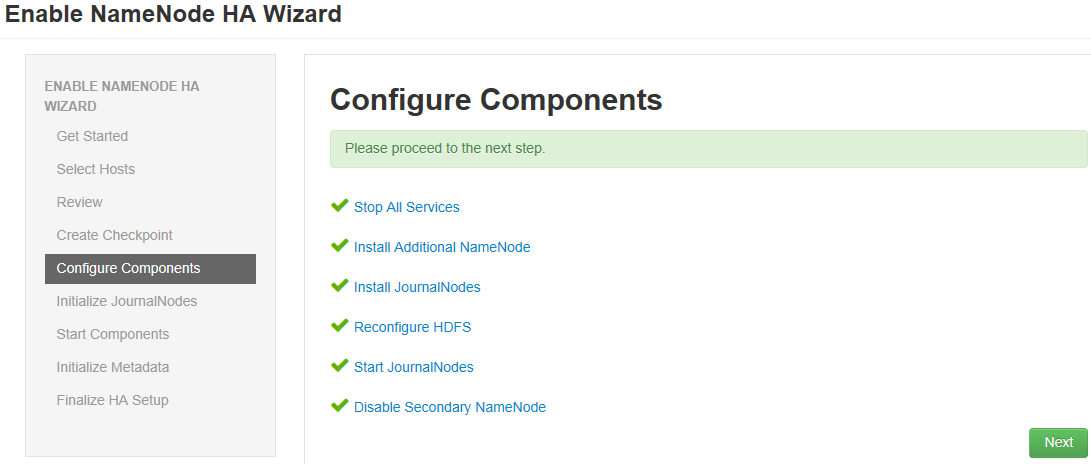 Enable NameNode HA Wizard
ENABLE NAMENODE HA
WIZARD
Get Started
Select Hosts
Review
Create Checkpoint
Configure Components
Initialize JournalNodes
Start Components
Initialize Metadata
Finalize HA Setup
Configure Components
Please proceed to the next step.
Stop All Services
Install Additional NameNode
Install JournalNodes
Reconfigure HDFS
Start JournalNodes
Disable Secondary NameNode
Next